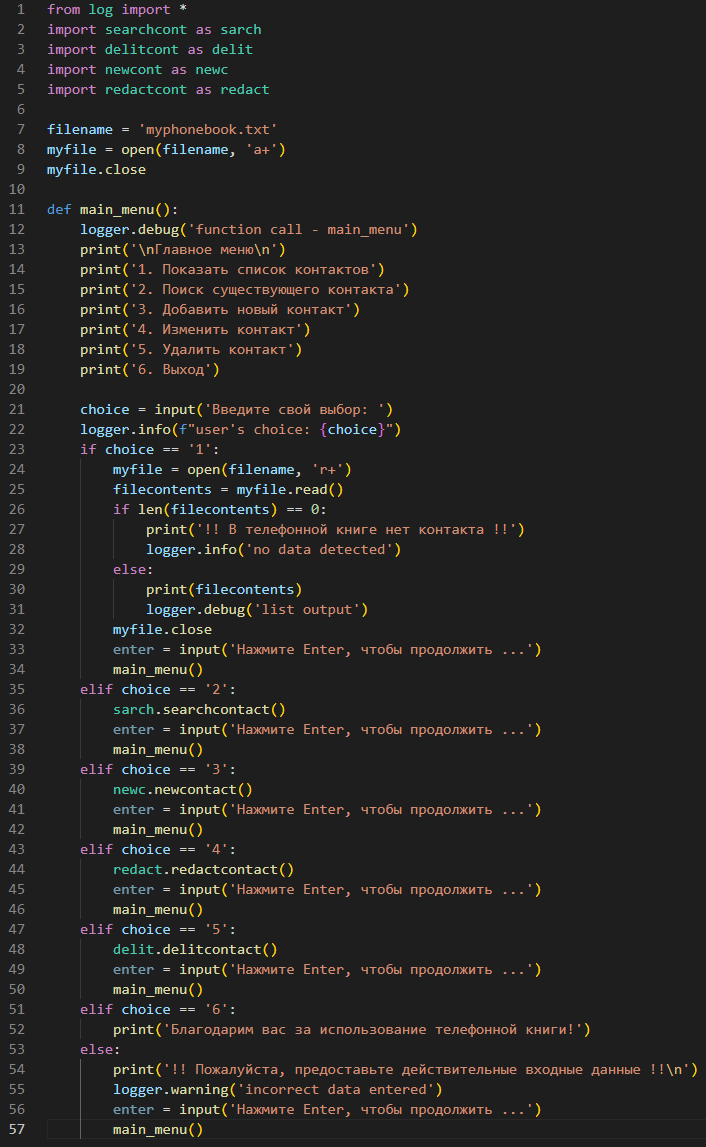 1 from log import *
2 import searchcont as sarch
3 import delitcont as delit
4 import newcont as newc
5 import redactcont as redact
6
7 filename = 'myphonebook.txt'
8 myfile = open(filename, 'a+')
9 myfile.close
10
11 def main_menu():
12     logger.debug('function call - main_menu')
13     print('\nГлавное меню\n')
14     print('1. Показать список контактов')
15     print('2. Поиск существующего контакта')
16     print('3. Добавить новый контакт')
17     print('4. Изменить контакт')
18     print('5. Удалить контакт')
19     print('6. Выход')
20
21     choice = input('Введите свой выбор: ')
22     logger.info(f"user's choice: {choice}")
23     if choice == '1':
24         myfile = open(filename, 'r+')
25         filecontents = myfile.read()
26         if len(filecontents) == 0:
27             print('!! В телефонной книге нет контакта !!')
28             logger.info('no data detected')
29         else:
30             print(filecontents)
31             logger.debug('list output')
32         myfile.close
33         enter = input('Нажмите Enter, чтобы продолжить ...')
34         main_menu()
35     elif choice == '2':
36         sarch.searchcontact()
37         enter = input('Нажмите Enter, чтобы продолжить ...')
38         main_menu()
39     elif choice == '3':
40         newc.newcontact()
41         enter = input('Нажмите Enter, чтобы продолжить ...')
42         main_menu()
43     elif choice == '4':
44         redact.redactcontact()
45         enter = input('Нажмите Enter, чтобы продолжить ...')
46         main_menu()
47     elif choice == '5':
48         delit.delitcontact()
49         enter = input('Нажмите Enter, чтобы продолжить ...')
50         main_menu()
51     elif choice == '6':
52         print('Благодарим вас за использование телефонной книги!')
53     else:
54         print('!! Пожалуйста, предоставьте действительные входные данные !!\n')
55         logger.warning('incorrect data entered')
56         enter = input('Нажмите Enter, чтобы продолжить ...')
57         main_menu()